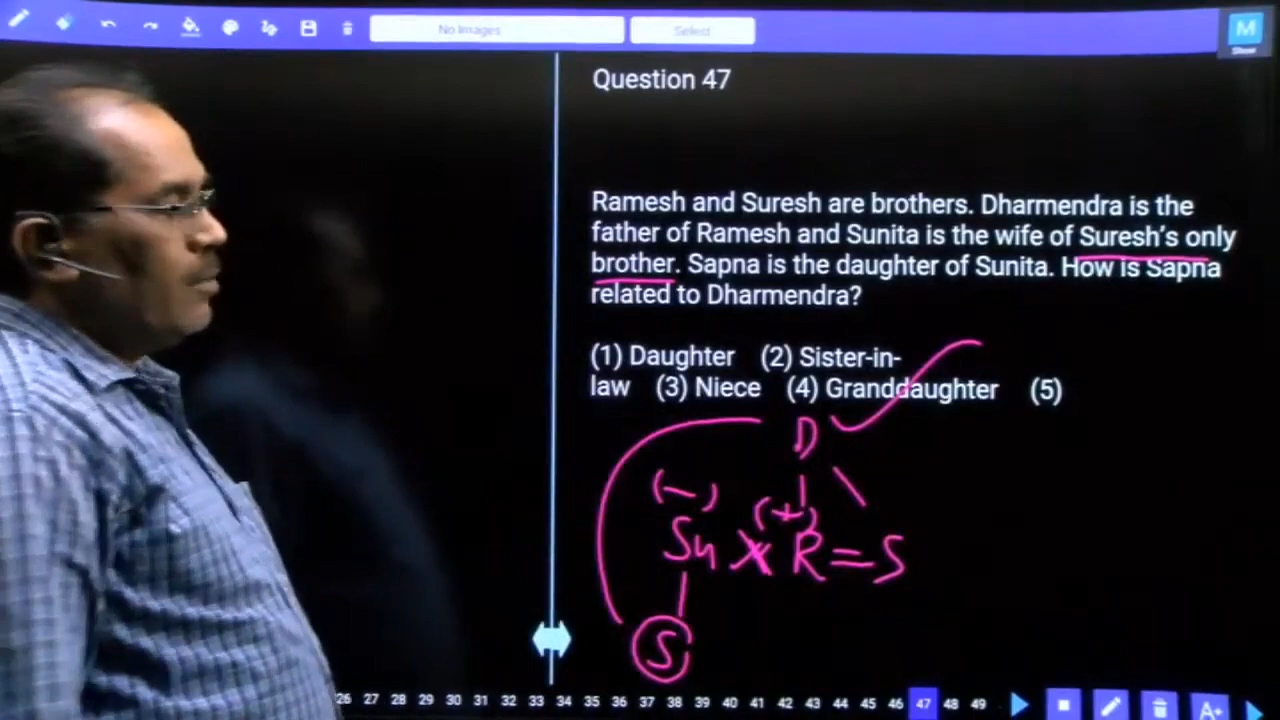 No Images
Select
M
Show
Question 47
Ramesh and Suresh are brothers. Dharmendra is the
father of Ramesh and Sunita is the wife of Suresh's only
brother. Sapna is the daughter of Sunita. How is Sapna
related to Dharmendra?
(1) Daughter (2) Sister-in-
law (3) Niece (4) Granddaughter (5)
D
(-) (+)
Su x R = S
S
26 27 28 29 30 31 32 33 34 35 36 37 38 39 40 41 42 43 44 45 46 47 48 49
A+